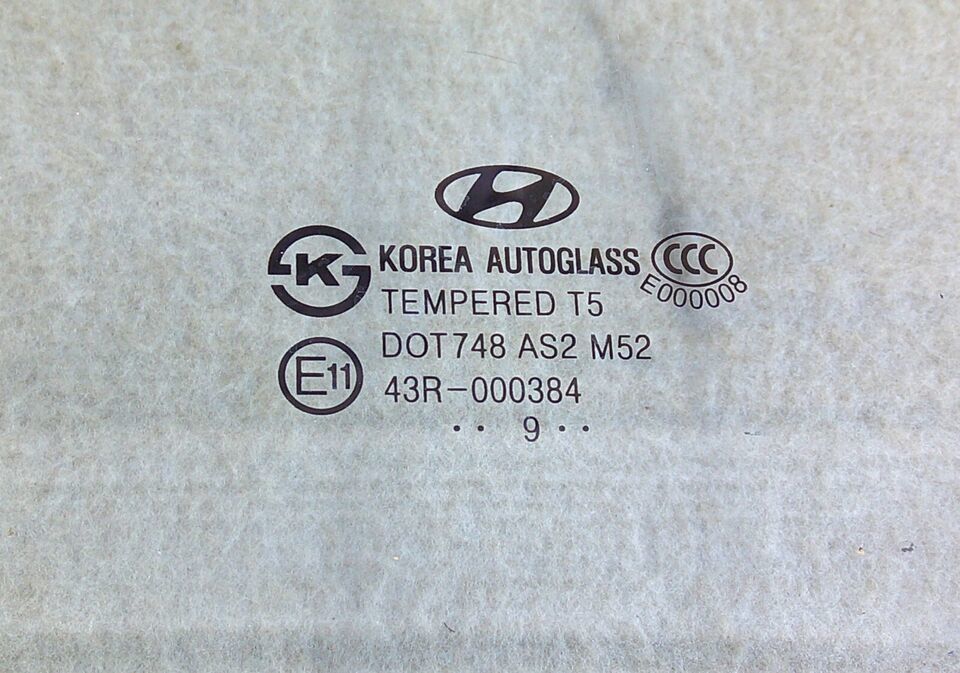 KOREA AUTOGLASS
CCC
E000008
K
TEMPERED T5
DOT748 AS2 M52
E11
43R-000384
•• 9 ••